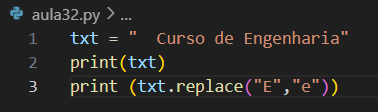 aula32.py > ...
1 txt = "  Curso de Engenharia"
2 print(txt)
3 print (txt.replace("E","e"))